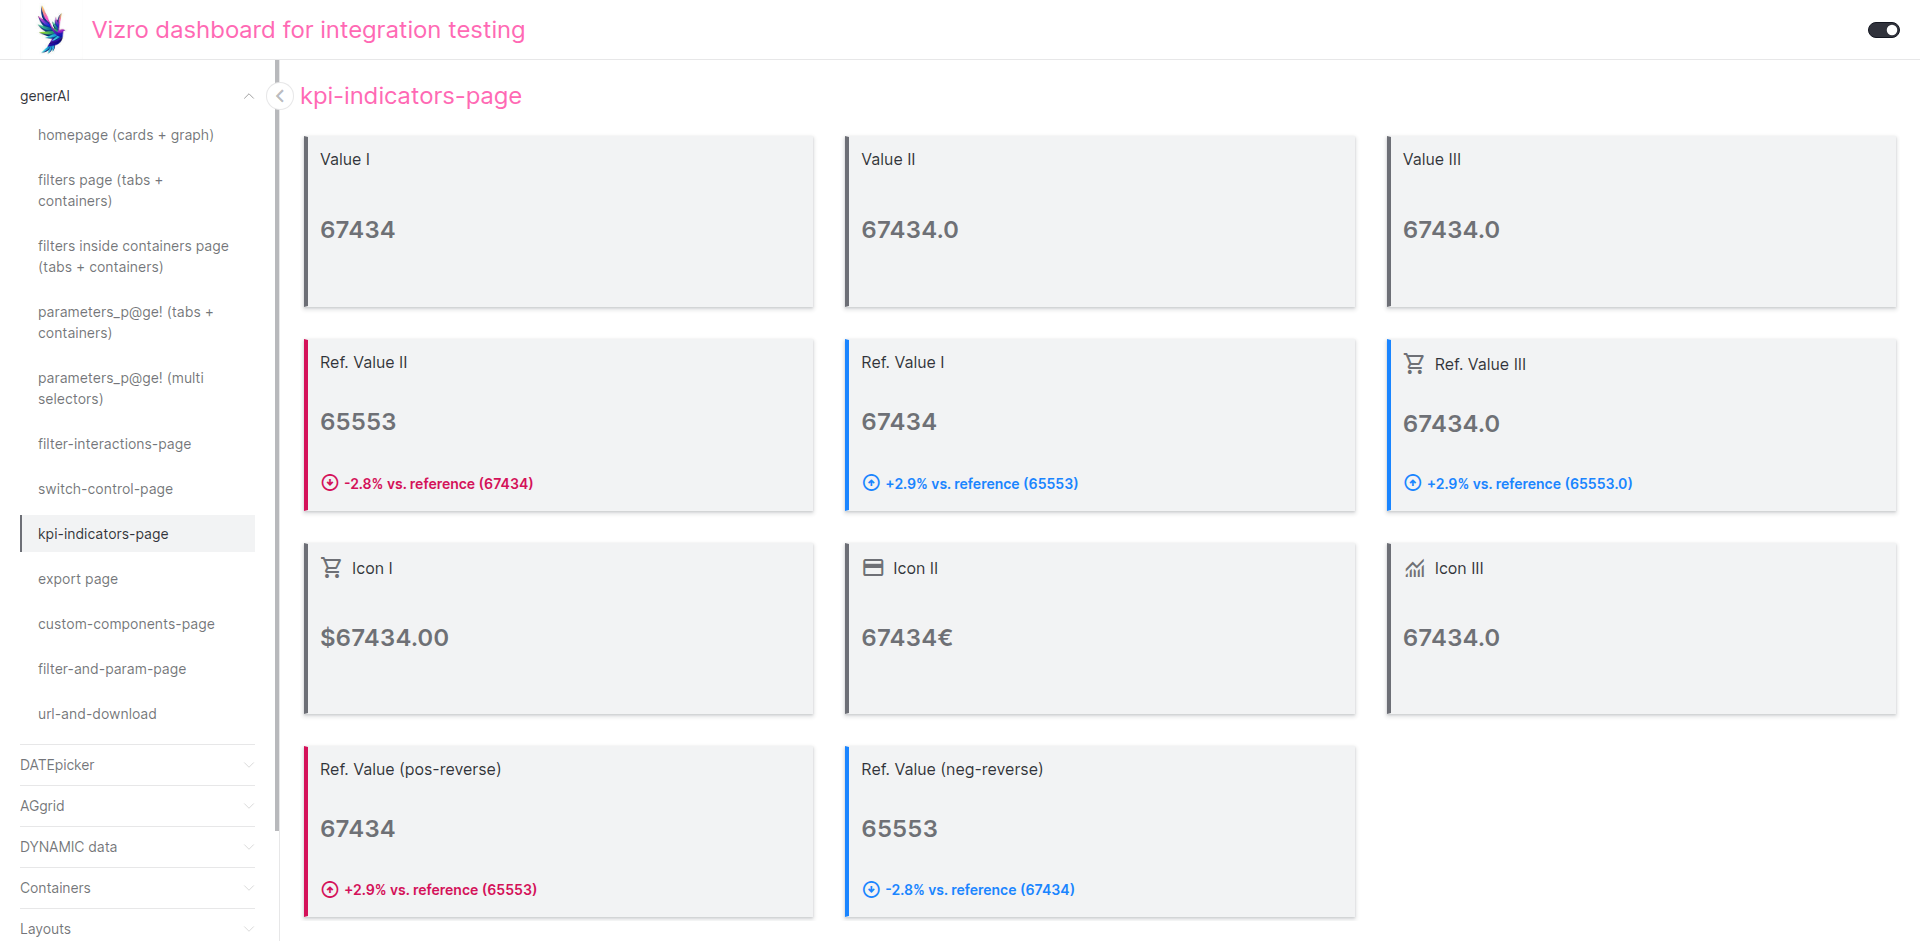 Vizro dashboard for integration testing
generAI
homepage (cards + graph)
filters page (tabs +
containers)
filters inside containers page
(tabs + containers)
parameters_p@ge! (tabs +
containers)
parameters_p@ge! (multi
selectors)
filter-interactions-page
switch-control-page
kpi-indicators-page
export page
custom-components-page
filter-and-param-page
url-and-download
DATEpicker
AGgrid
DYNAMIC data
Containers
Layouts
kpi-indicators-page
Value I
67434
Value II
67434.0
Value III
67434.0
Ref. Value II
65553
-2.8% vs. reference (67434)
Ref. Value I
67434
+2.9% vs. reference (65553)
Ref. Value III
67434.0
+2.9% vs. reference (65553.0)
Icon I
$67434.00
Icon II
67434€
Icon III
67434.0
Ref. Value (pos-reverse)
67434
+2.9% vs. reference (65553)
Ref. Value (neg-reverse)
65553
-2.8% vs. reference (67434)